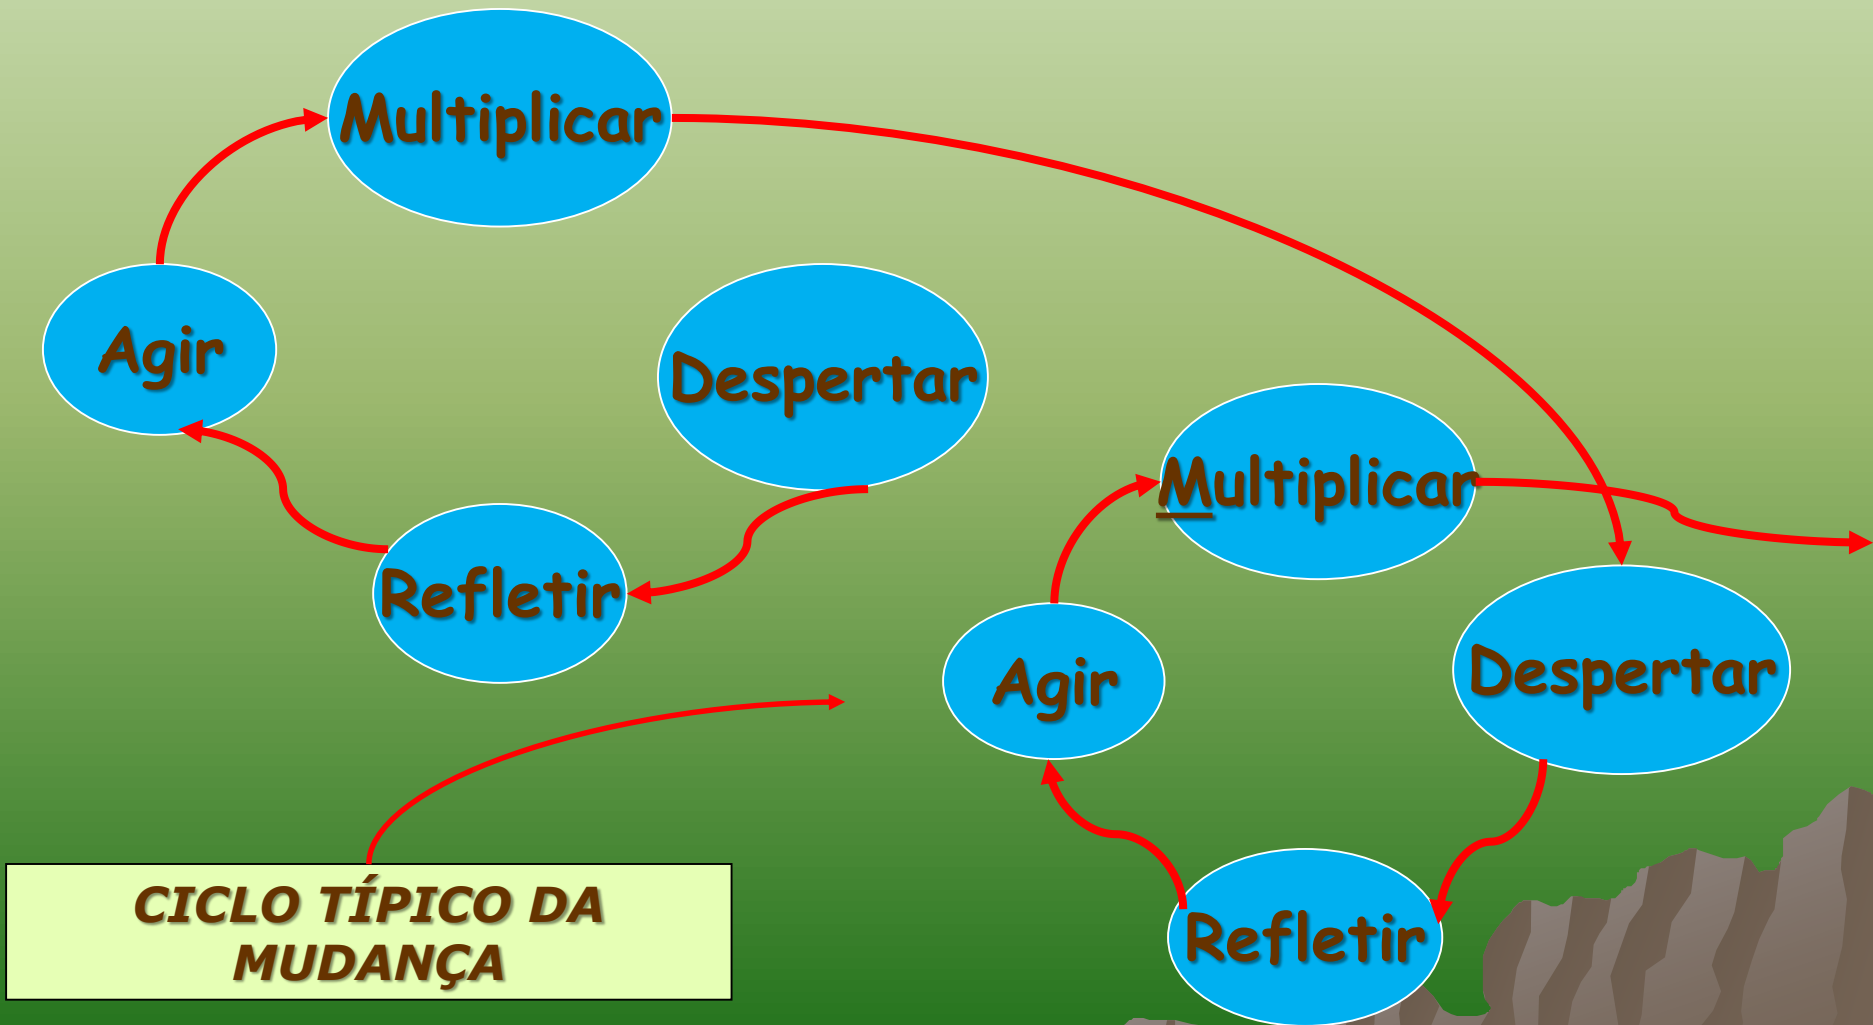 Multiplicar
Agir
Despertar
Refletir
Multiplicar
Agir
Despertar
Refletir
CICLO TÍPICO DA
MUDANÇA